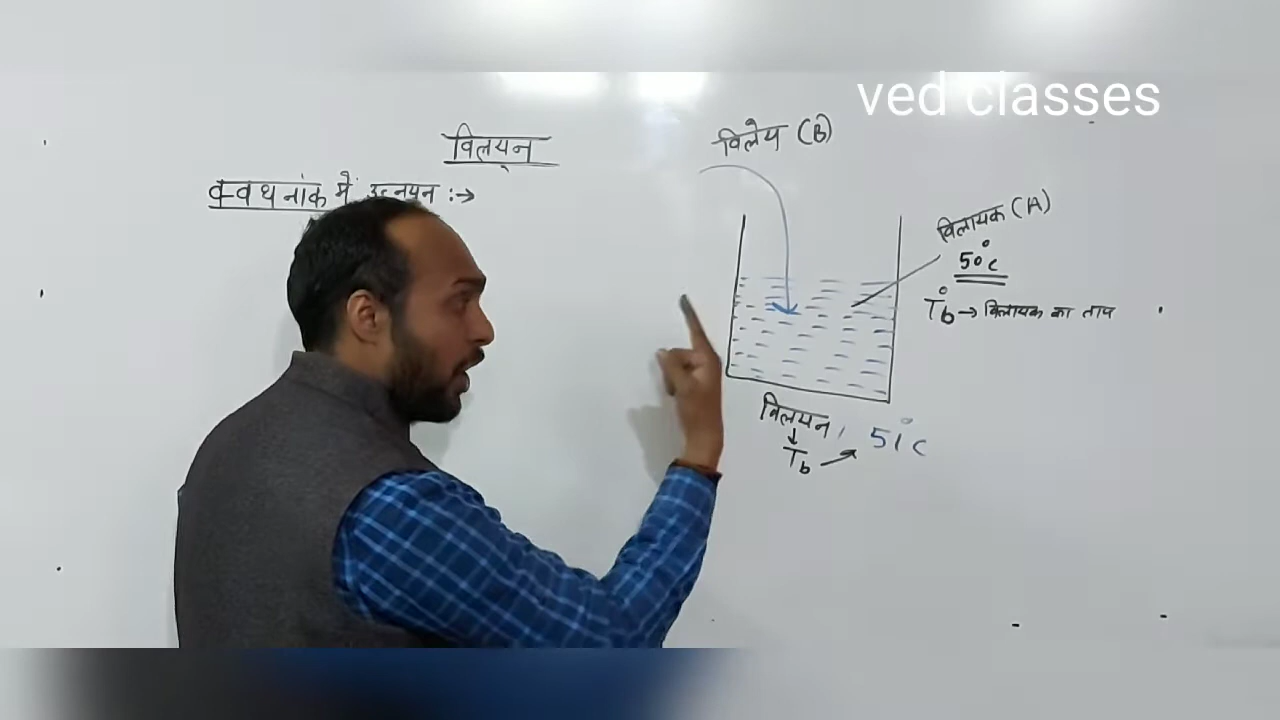 ved classes
विलयन
क्वथनांक में उन्नयन :→
विलेय (B)
विलायक (A)
50°C
T°b → विलायक का ताप
विलयन
↓
Tb → 51°C